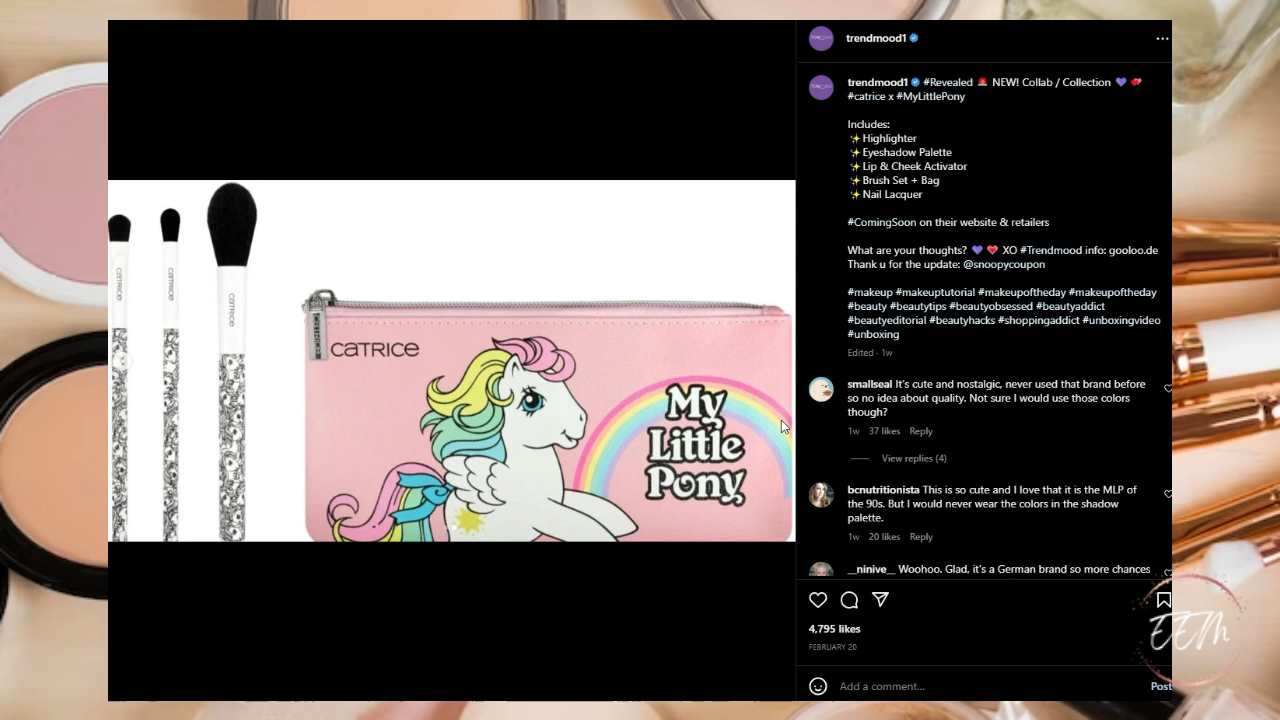 CATRICE
CATRICE
CATRICE
CATRICE
CATRICE
My
Little
Pony
trendmood1
trendmood1 #Revealed 🚨 NEW! Collab / Collection 💜 💝
#catrice x #MyLittlePony
Includes:
✨Highlighter
✨Eyeshadow Palette
✨Lip & Cheek Activator
✨Brush Set + Bag
✨Nail Lacquer
#ComingSoon on their website & retailers
What are your thoughts? 💜 💝 XO #Trendmood info: gooloo.de
Thank u for the update: @snoopycoupon
#makeup #makeuptutorial #makeupoftheday #makeupoftheday
#beauty #beautytips #beautyobsessed #beautyaddict
#beautyeditorial #beautyhacks #shoppingaddict #unboxingvideo
#unboxing
Edited · 1w
smallseal It's cute and nostalgic, never used that brand before
so no idea about quality. Not sure I would use those colors
though?
1w 37 likes Reply
View replies (4)
bcnutritionista This is so cute and I love that it is the MLP of
the 90s. But I would never wear the colors in the shadow
palette.
1w 20 likes Reply
__ninive__ Woohoo. Glad, it's a German brand so more chances
4,795 likes
FEBRUARY 20
Add a comment...
Post
EEM